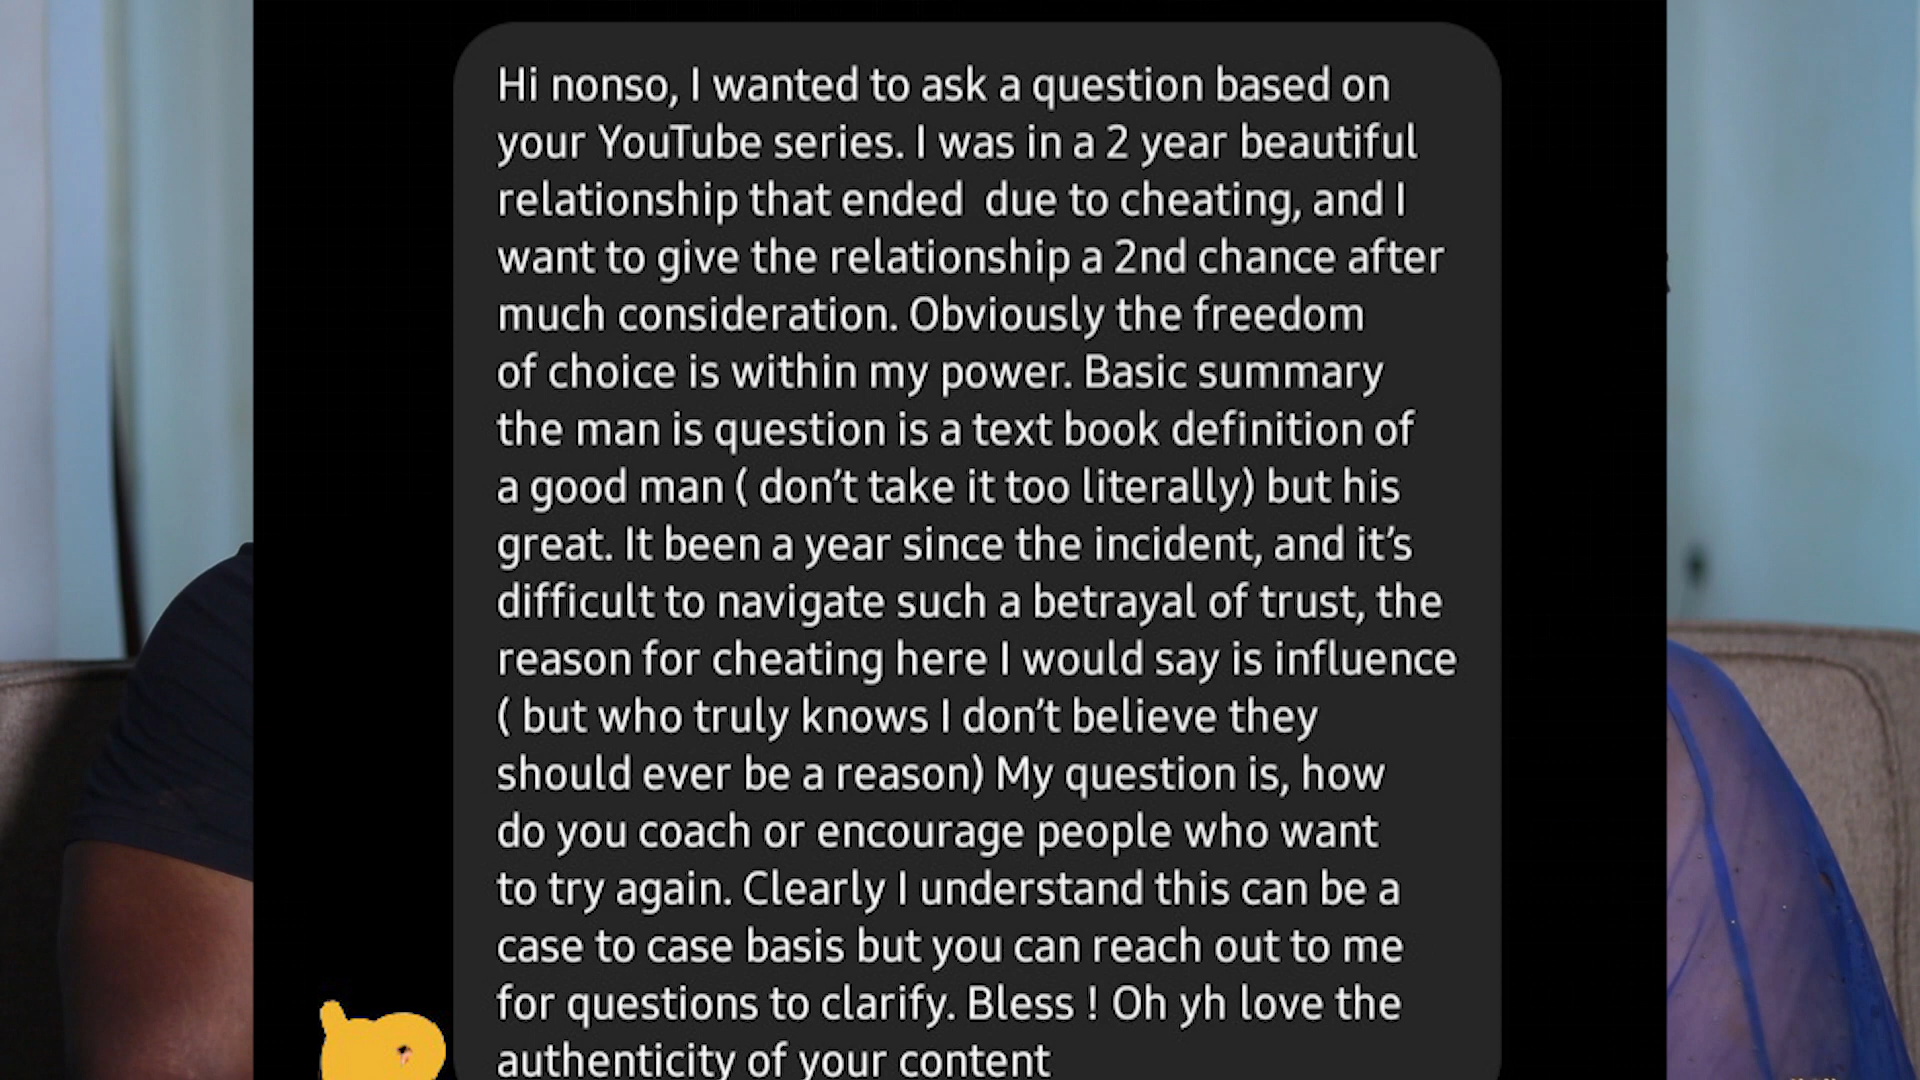 Hi nonso, I wanted to ask a question based on
your YouTube series. I was in a 2 year beautiful
relationship that ended  due to cheating, and I
want to give the relationship a 2nd chance after
much consideration. Obviously the freedom
of choice is within my power. Basic summary
the man is question is a text book definition of
a good man ( don’t take it too literally) but his
great. It been a year since the incident, and it’s
difficult to navigate such a betrayal of trust, the
reason for cheating here I would say is influence
( but who truly knows I don’t believe they
should ever be a reason) My question is, how
do you coach or encourage people who want
to try again. Clearly I understand this can be a
case to case basis but you can reach out to me
for questions to clarify. Bless ! Oh yh love the
authenticity of your content